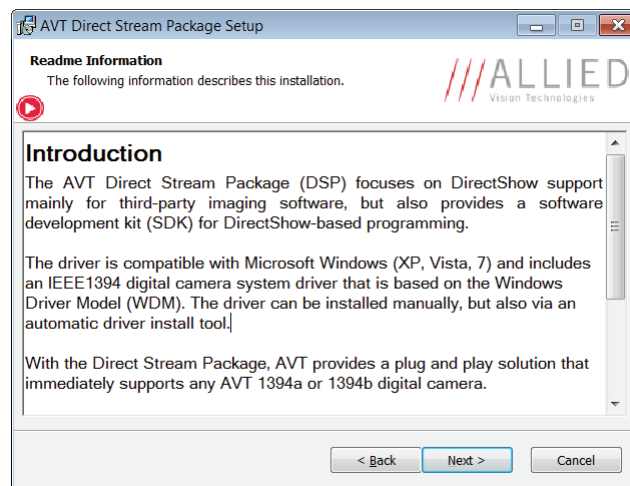 AVT Direct Stream Package Setup
Readme Information
The following information describes this installation.
ALLIED
Vision Technologies
Introduction
The AVT Direct Stream Package (DSP) focuses on DirectShow support
mainly for third-party imaging software, but also provides a software
development kit (SDK) for DirectShow-based programming.
The driver is compatible with Microsoft Windows (XP, Vista, 7) and includes
an IEEE1394 digital camera system driver that is based on the Windows
Driver Model (WDM). The driver can be installed manually, but also via an
automatic driver install tool.
With the Direct Stream Package, AVT provides a plug and play solution that
immediately supports any AVT 1394a or 1394b digital camera.
< Back
Next >
Cancel